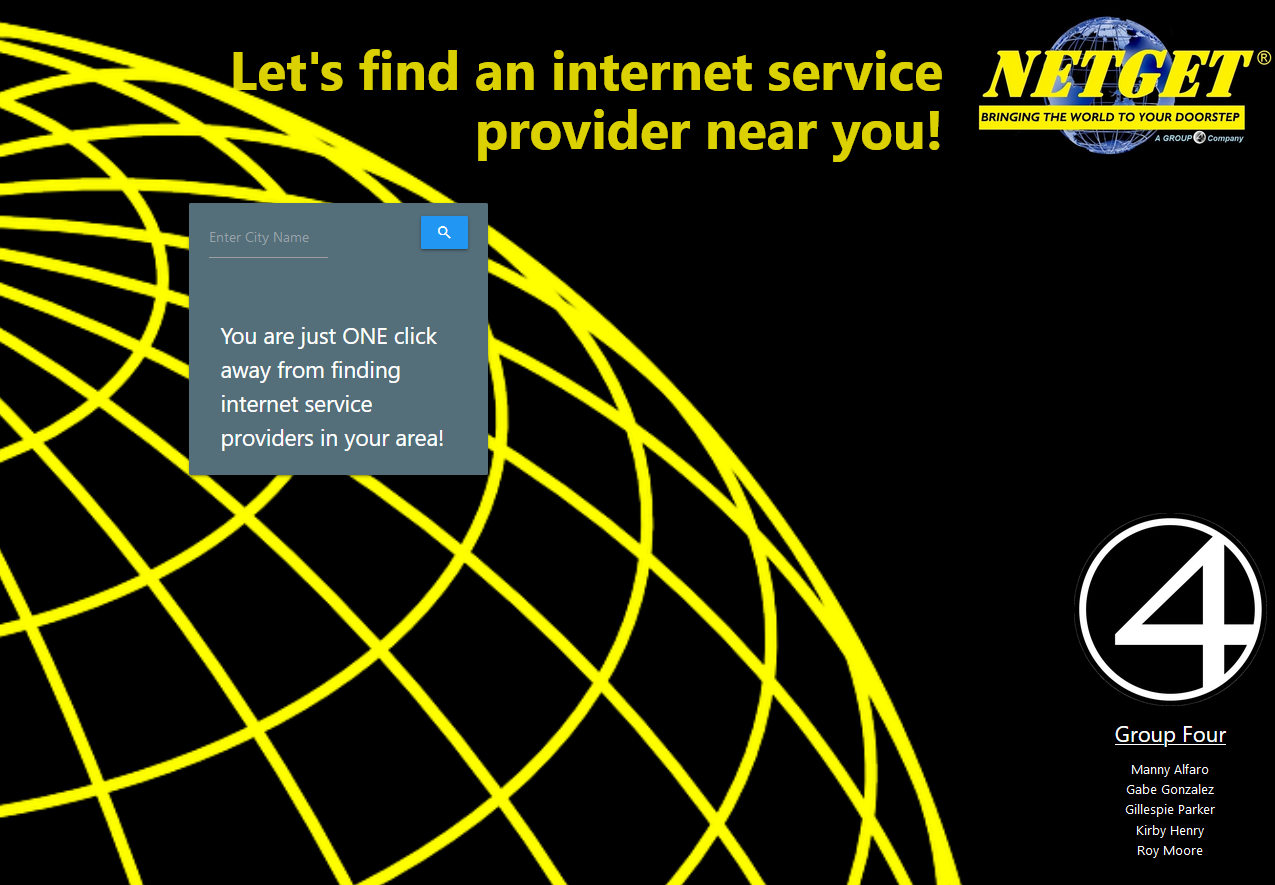 Let's find an internet service
provider near you!
NETGET®
BRINGING THE WORLD TO YOUR DOORSTEP
A GROUP 4 Company
Enter City Name
You are just ONE click
away from finding
internet service
providers in your area!
4
Group Four
Manny Alfaro
Gabe Gonzalez
Gillespie Parker
Kirby Henry
Roy Moore